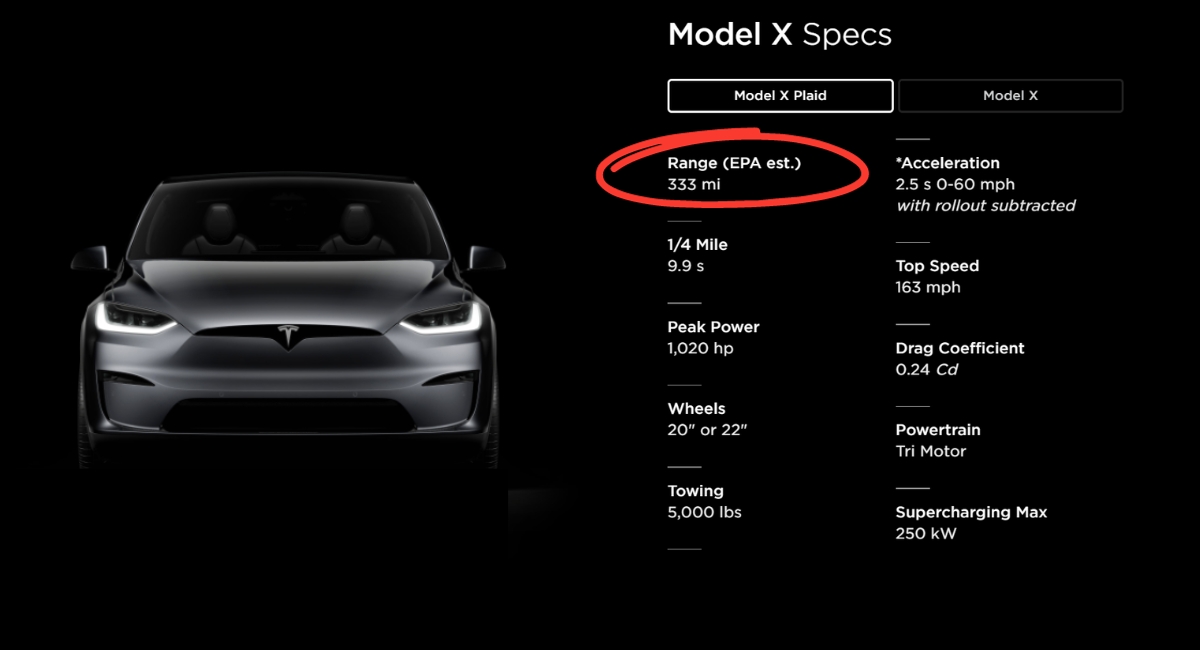 Model X Specs
Model X Plaid
Model X
Range (EPA est.)
333 mi
*Acceleration
2.5 s 0-60 mph
with rollout subtracted
1/4 Mile
9.9 s
Top Speed
163 mph
Peak Power
1,020 hp
Drag Coefficient
0.24 Cd
Wheels
20" or 22"
Powertrain
Tri Motor
Towing
5,000 lbs
Supercharging Max
250 kW